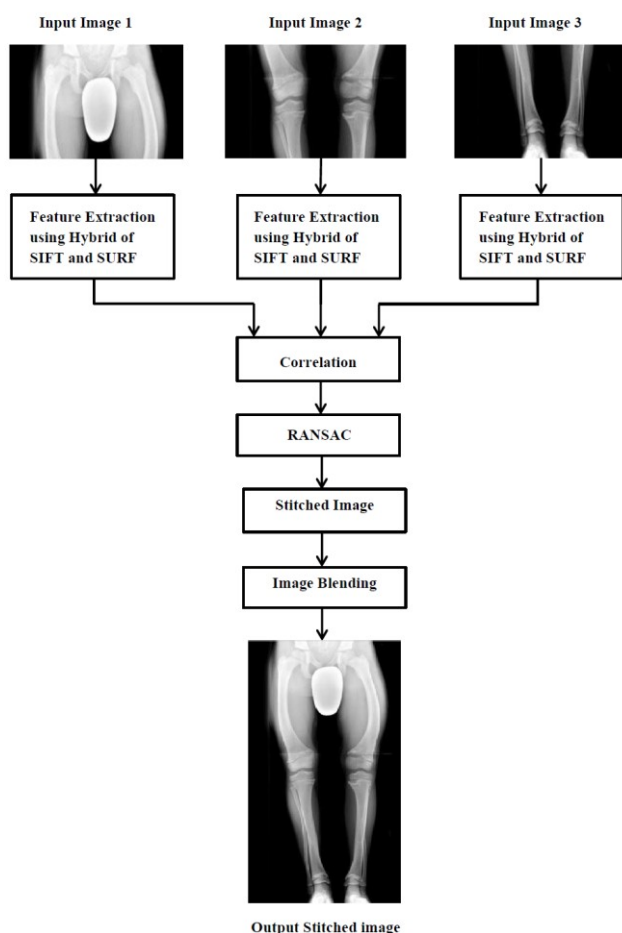 Input Image 1
Input Image 2
Input Image 3
Feature Extraction
using Hybrid of
SIFT and SURF
Feature Extraction
using Hybrid of
SIFT and SURF
Feature Extraction
using Hybrid of
SIFT and SURF
Correlation
RANSAC
Stitched Image
Image Blending
Output Stitched image